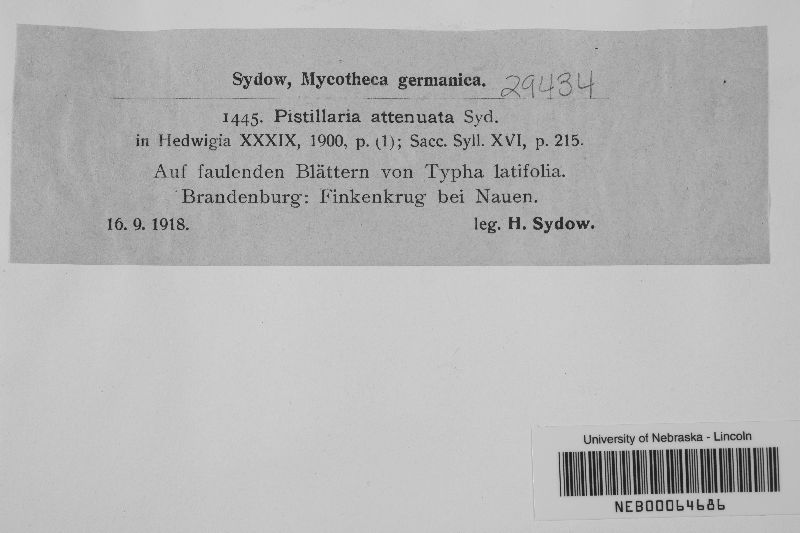 Sydow, Mycotheca germanica. 29434
1445. Pistillaria attenuata Syd.
in Hedwigia XXXIX, 1900, p. (1); Sacc. Syll. XVI, p. 215.
Auf faulenden Blättern von Typha latifolia.
Brandenburg: Finkenkrug bei Nauen.
16. 9. 1918. leg. H. Sydow.
University of Nebraska - Lincoln
NEB00064686